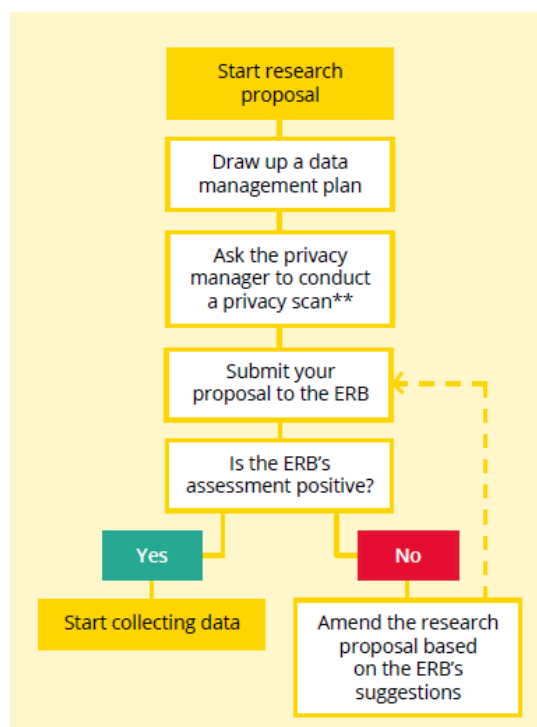 Start research
proposal
Draw up a data
management plan
Ask the privacy
manager to conduct
a privacy scan**
Submit your
proposal to the ERB
Is the ERB's
assessment positive?
Yes
No
Start collecting data
Amend the research
proposal based
on the ERB's
suggestions